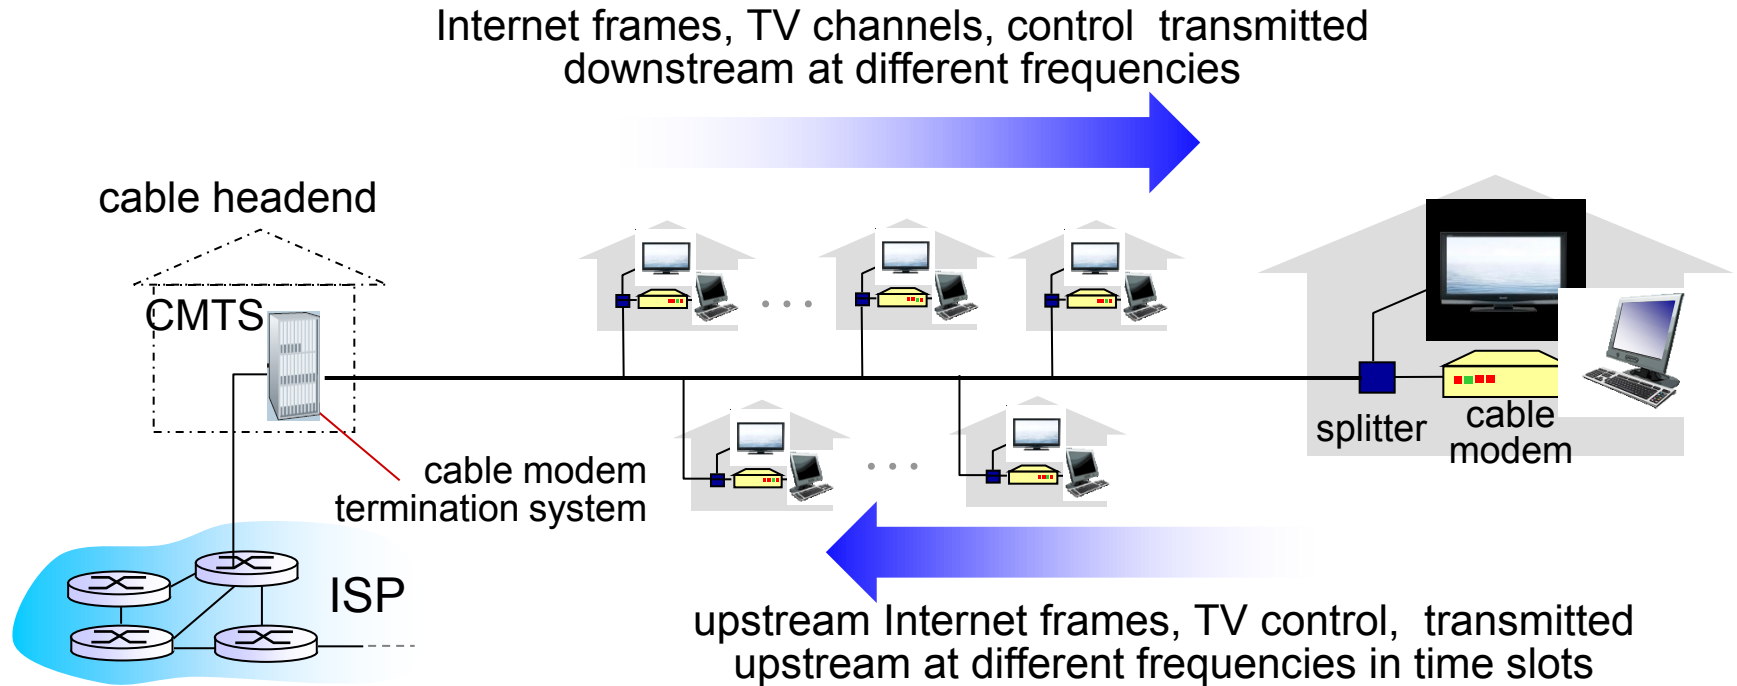 Internet frames, TV channels, control  transmitted
downstream at different frequencies
cable headend
CMTS
splitter
cable
modem
cable modem
termination system
ISP
upstream Internet frames, TV control,  transmitted
upstream at different frequencies in time slots